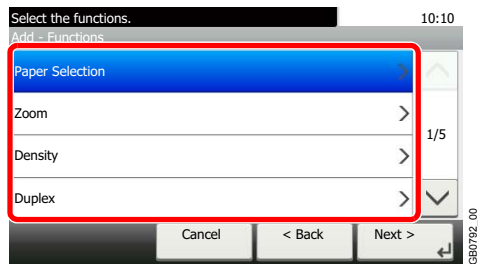 Select the functions.
10:10
Add - Functions
Paper Selection
Zoom
1/5
Density
Duplex
Cancel
< Back
Next >
GB0792_00